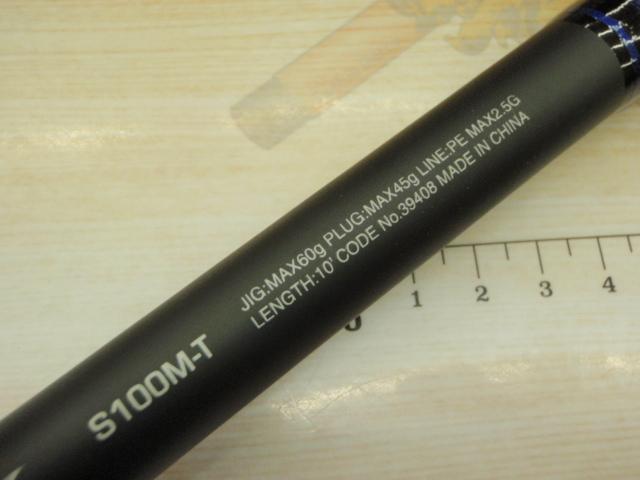 JIG:MAX60g PLUG:MAX45g LINE:PE MAX2.5G
LENGTH:10' CODE No.39408 MADE IN CHINA
S100M-T
0 1 2 3 4